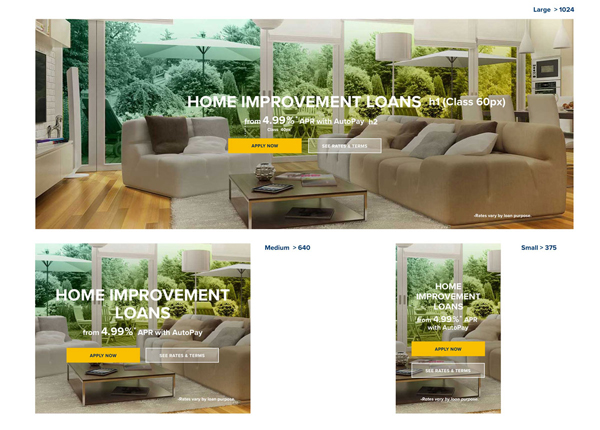 Large > 1024
HOME IMPROVEMENT LOANS h1 (Class 60px)
from 4.99%* APR with AutoPay h2
Class 40px
APPLY NOW
SEE RATES & TERMS
*Rates vary by loan purpose.
Medium > 640
Small > 375
HOME IMPROVEMENT
LOANS
from 4.99%* APR with AutoPay
APPLY NOW
SEE RATES & TERMS
*Rates vary by loan purpose.
HOME
IMPROVEMENT
LOANS
from 4.99%* APR
with AutoPay
APPLY NOW
SEE RATES & TERMS
*Rates vary by loan purpose.